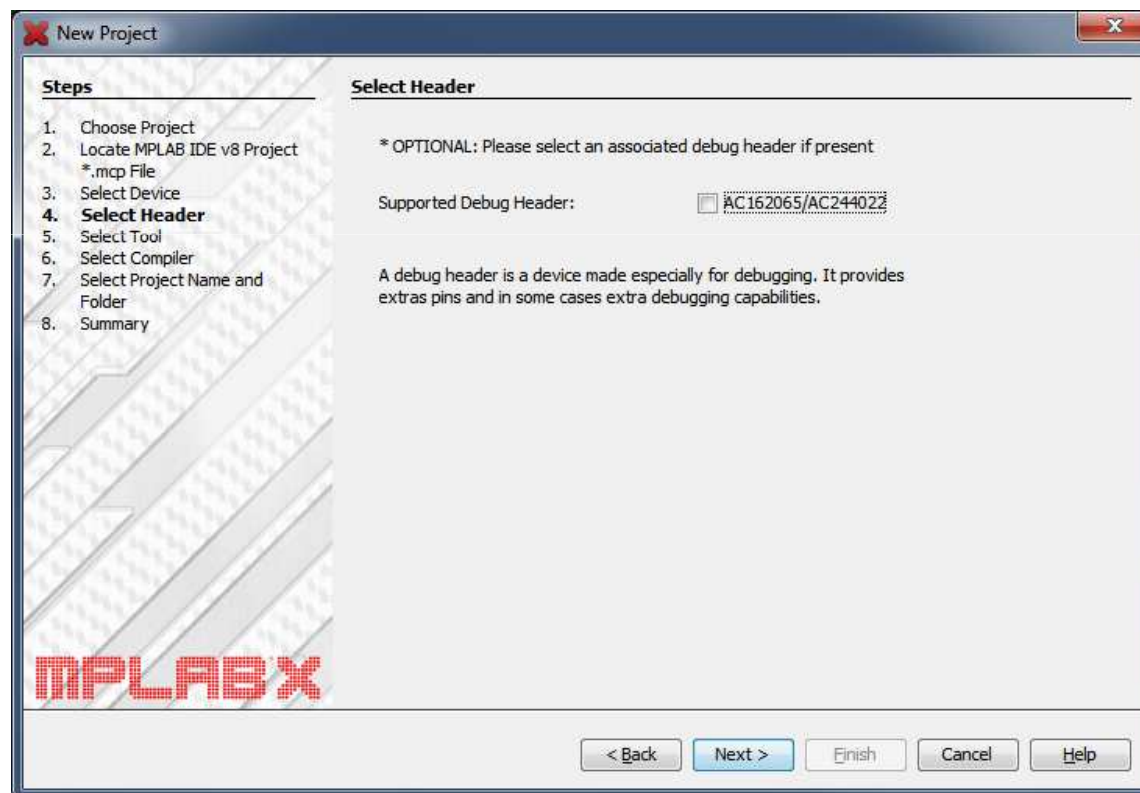 New Project
Steps
1. Choose Project
2. Locate MPLAB IDE v8 Project
*.mcp File
3. Select Device
4. Select Header
5. Select Tool
6. Select Compiler
7. Select Project Name and
Folder
8. Summary
MPLAB X
Select Header
* OPTIONAL: Please select an associated debug header if present
Supported Debug Header:
AC162065/AC244022
A debug header is a device made especially for debugging. It provides
extras pins and in some cases extra debugging capabilities.
< Back
Next >
Finish
Cancel
Help